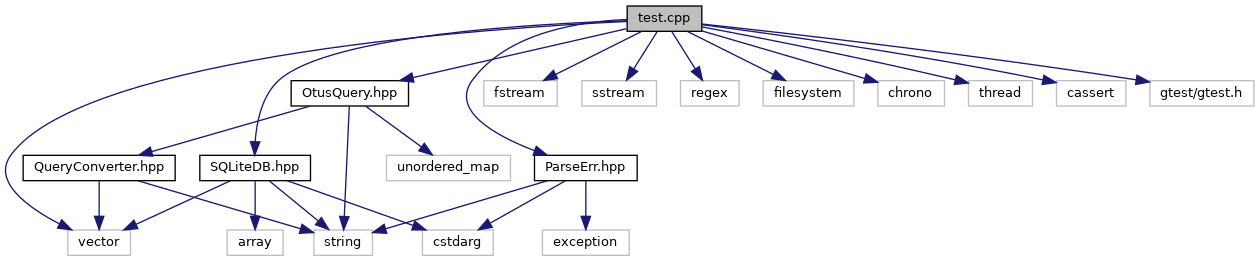 test.cpp
OtusQuery.hpp
fstream
sstream
regex
filesystem
chrono
thread
cassert
gtest/gtest.h
QueryConverter.hpp
SQLiteDB.hpp
unordered_map
ParseErr.hpp
vector
array
string
cstdarg
exception